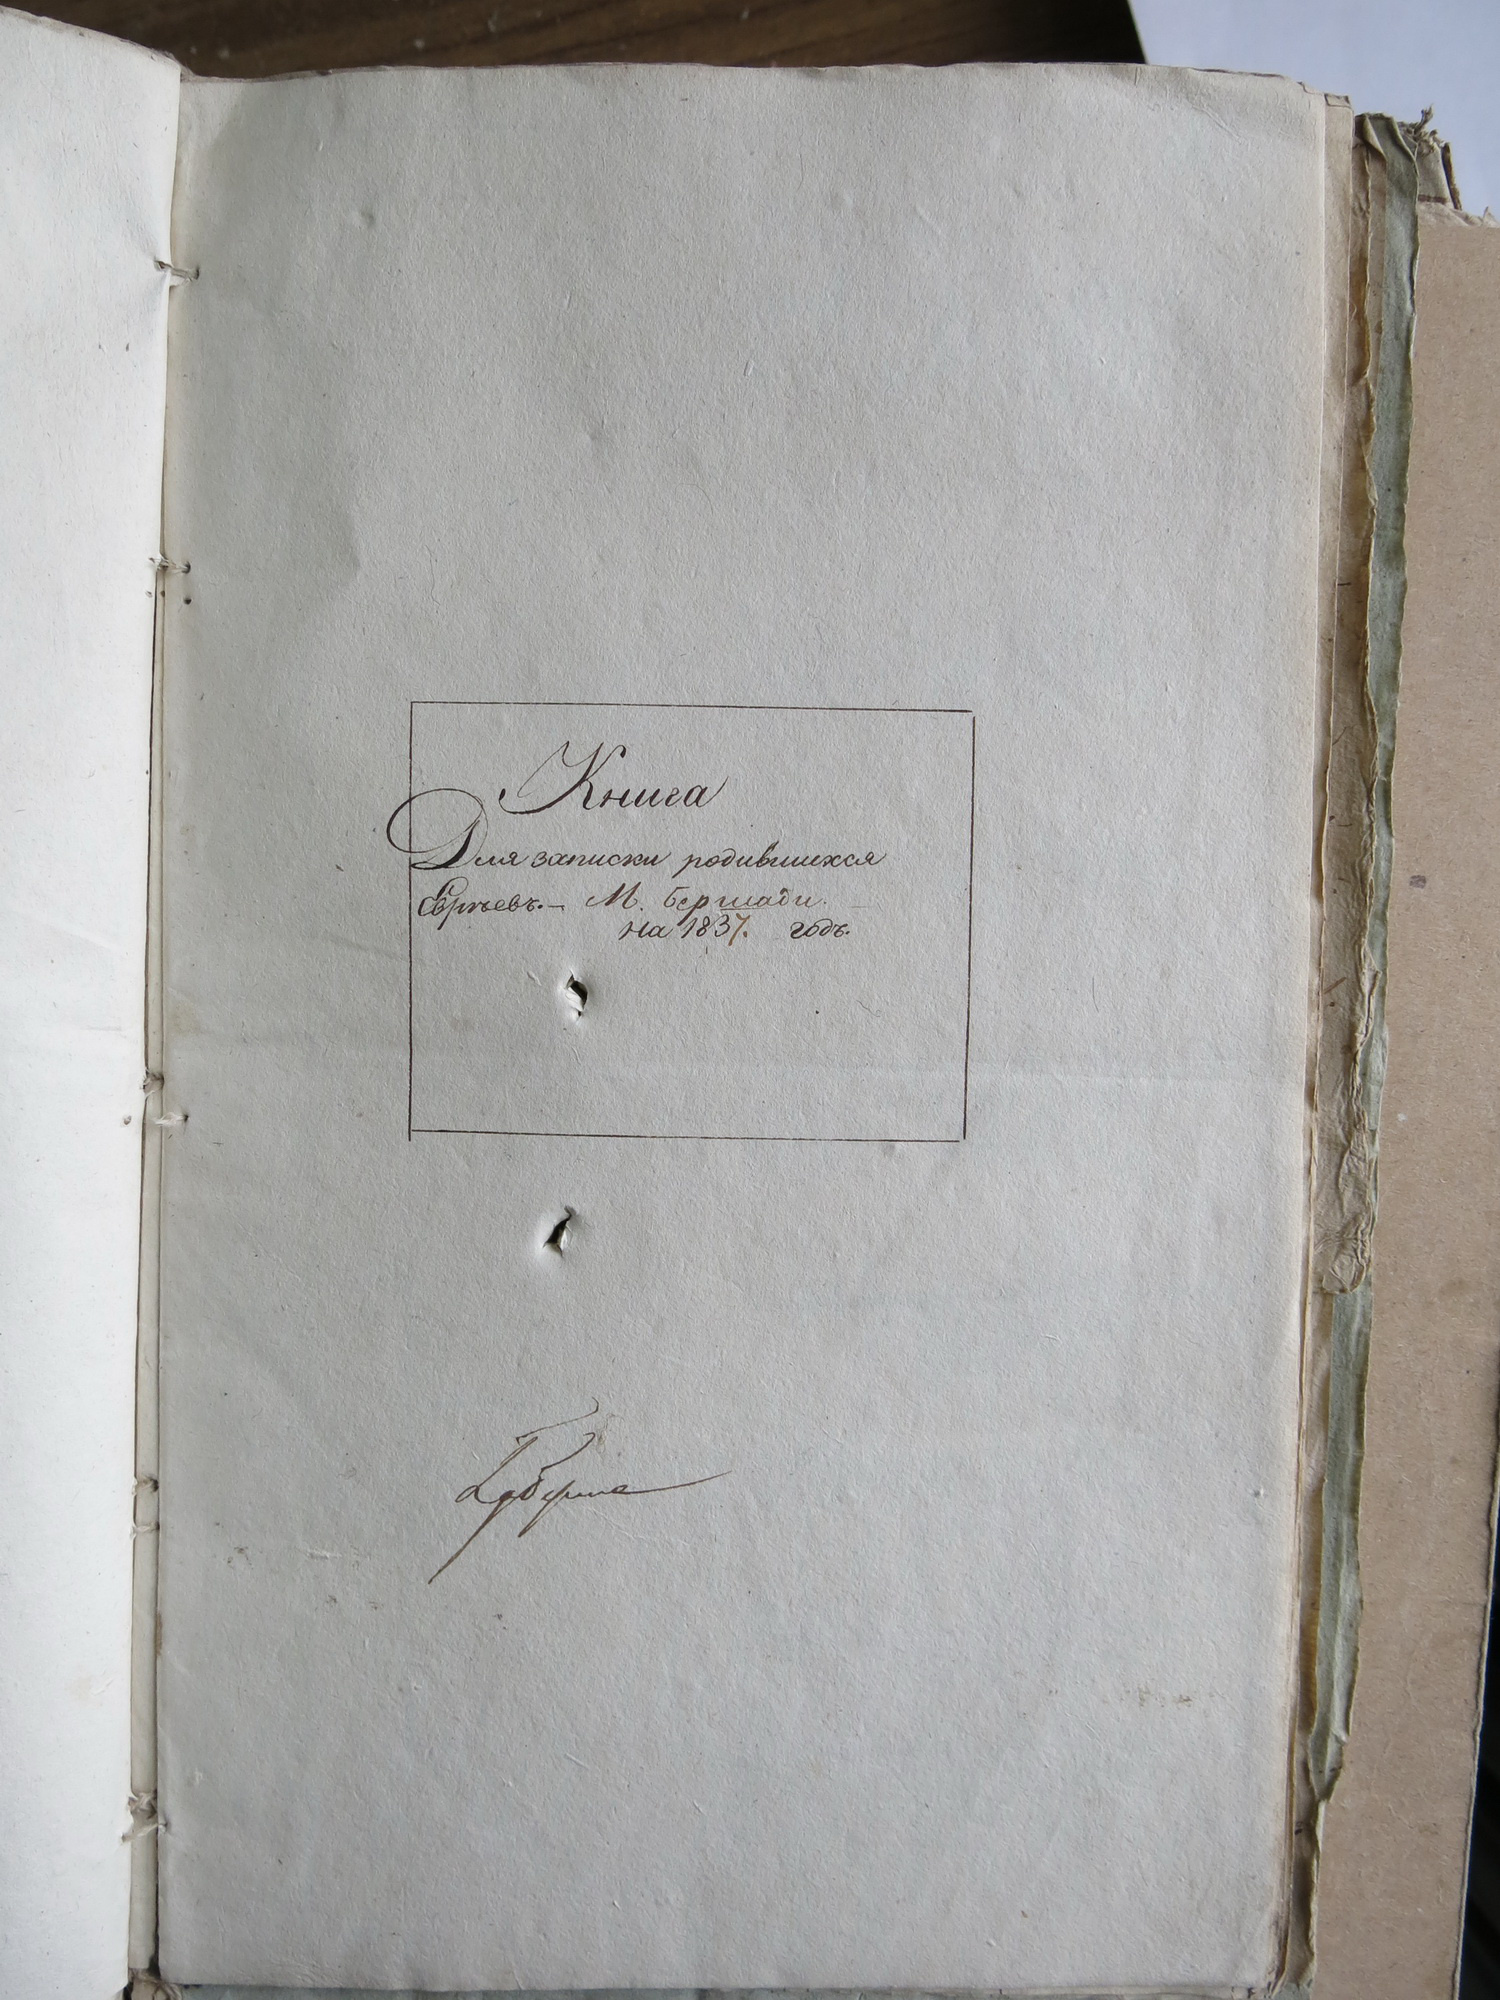 Книга
Для записки родившихся
Евреевъ. – М. Бершади.
на 1837. годъ.